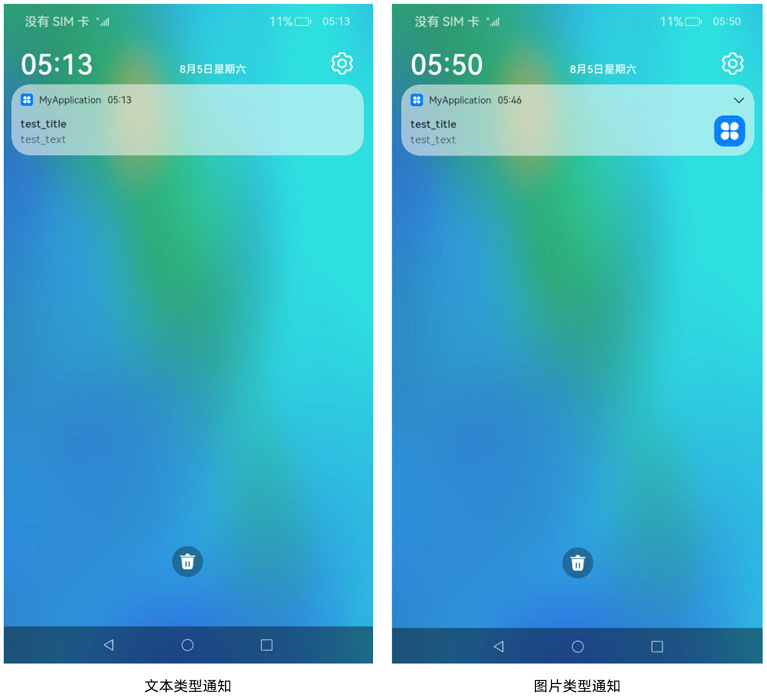 没有 SIM 卡 11% 05:13
05:13 8月5日星期六
MyApplication 05:13
test_title
test_text
文本类型通知
没有 SIM 卡 11% 05:50
05:50 8月5日星期六
MyApplication 05:46
test_title
test_text
图片类型通知